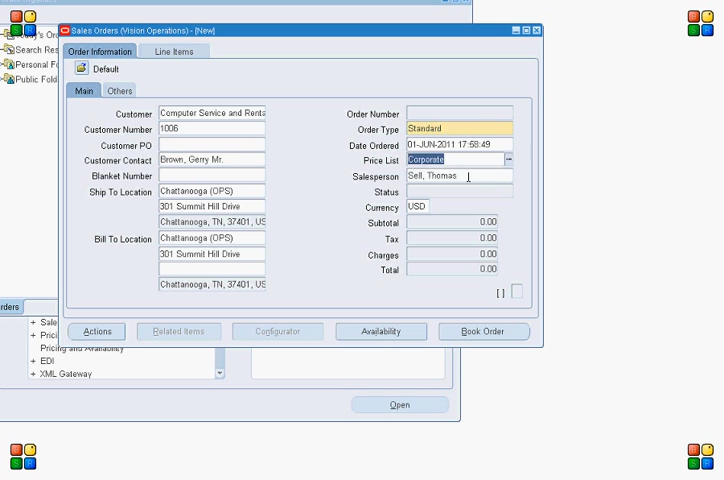 Sales Orders (Vision Operations) - [New]
Today's Or
Search Res
Personal Fo
Public Fold
Order Information
Line Items
Default
Main
Others
Customer
Computer Service and Renta
Customer Number
1006
Customer PO
Customer Contact
Brown, Gerry Mr.
Blanket Number
Ship To Location
Chattanooga (OPS)
301 Summit Hill Drive
Chattanooga, TN, 37401, US
Bill To Location
Chattanooga (OPS)
301 Summit Hill Drive
Chattanooga, TN, 37401, US
Order Number
Order Type
Standard
Date Ordered
01-JUN-2011 17:58:49
Price List
Corporate
Salesperson
Sell, Thomas
Status
Currency
USD
Subtotal
0.00
Tax
0.00
Charges
0.00
Total
0.00
[ ]
Actions
Related Items
Configurator
Availability
Book Order
rders
+ Sale
+ Prici
Pricing and Availability
+ EDI
+ XML Gateway
Open